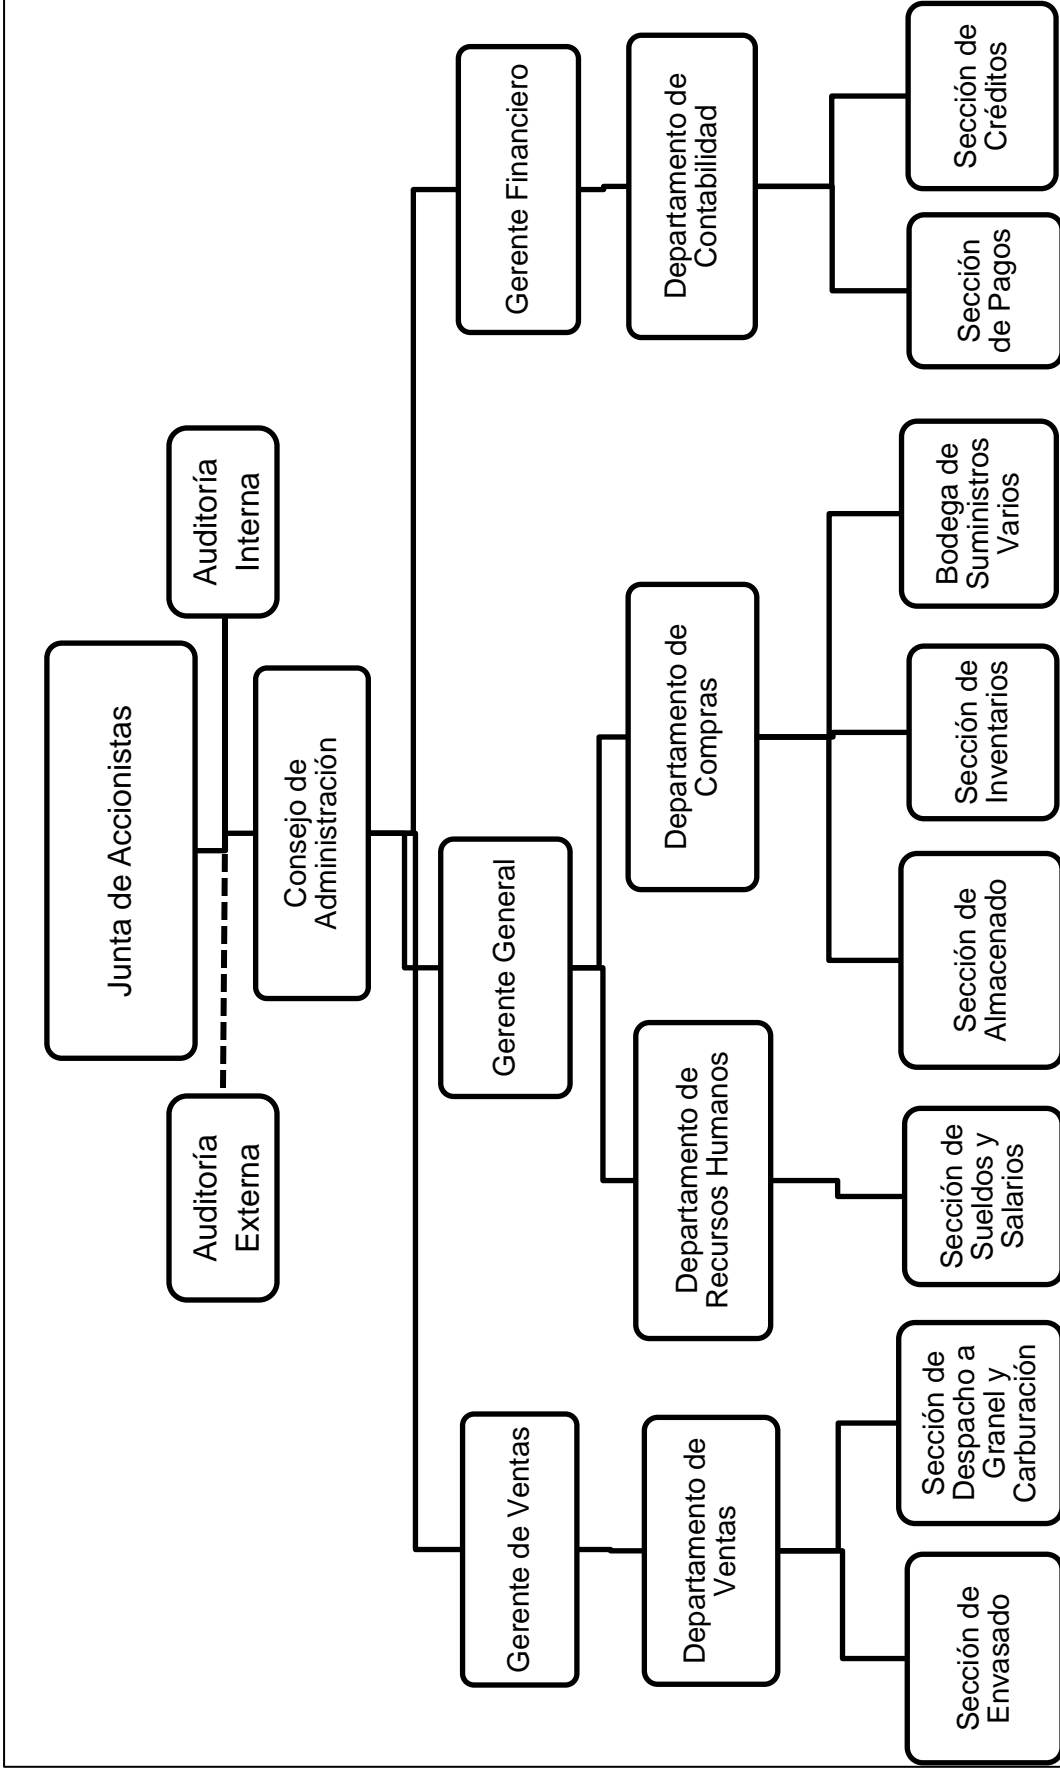 Junta de Accionistas
Auditoría
Externa
Auditoría
Interna
Consejo de
Administración
Gerente de Ventas
Gerente General
Gerente Financiero
Departamento de
Ventas
Departamento de
Recursos Humanos
Departamento de
Compras
Departamento de
Contabilidad
Sección de
Envasado
Sección de
Despacho a
Granel y
Carburación
Sección de
Sueldos y
Salarios
Sección de
Almacenado
Sección de
Inventarios
Bodega de
Suministros
Varios
Sección
de Pagos
Sección de
Créditos